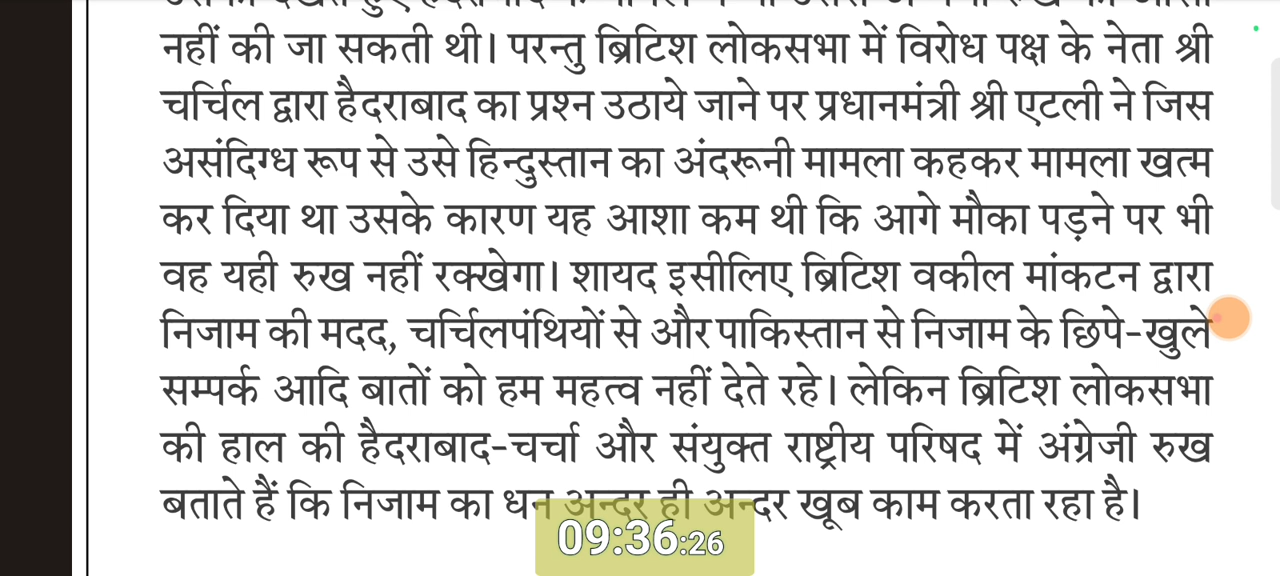 नहीं की जा सकती थी। परन्तु ब्रिटिश लोकसभा में विरोध पक्ष के नेता श्री
चर्चिल द्वारा हैदराबाद का प्रश्न उठाये जाने पर प्रधानमंत्री श्री एटली ने जिस
असंदिग्ध रूप से उसे हिन्दुस्तान का अंदरूनी मामला कहकर मामला खत्म
कर दिया था उसके कारण यह आशा कम थी कि आगे मौका पड़ने पर भी
वह यही रुख नहीं रक्खेगा। शायद इसीलिए ब्रिटिश वकील मांकटन द्वारा
निजाम की मदद, चर्चिलपंथियों से और पाकिस्तान से निजाम के छिपे-खुले
सम्पर्क आदि बातों को हम महत्व नहीं देते रहे। लेकिन ब्रिटिश लोकसभा
की हाल की हैदराबाद-चर्चा और संयुक्त राष्ट्रीय परिषद में अंग्रेजी रुख
बताते हैं कि निजाम का धन अन्दर ही अन्दर खूब काम करता रहा है।
09:36:26